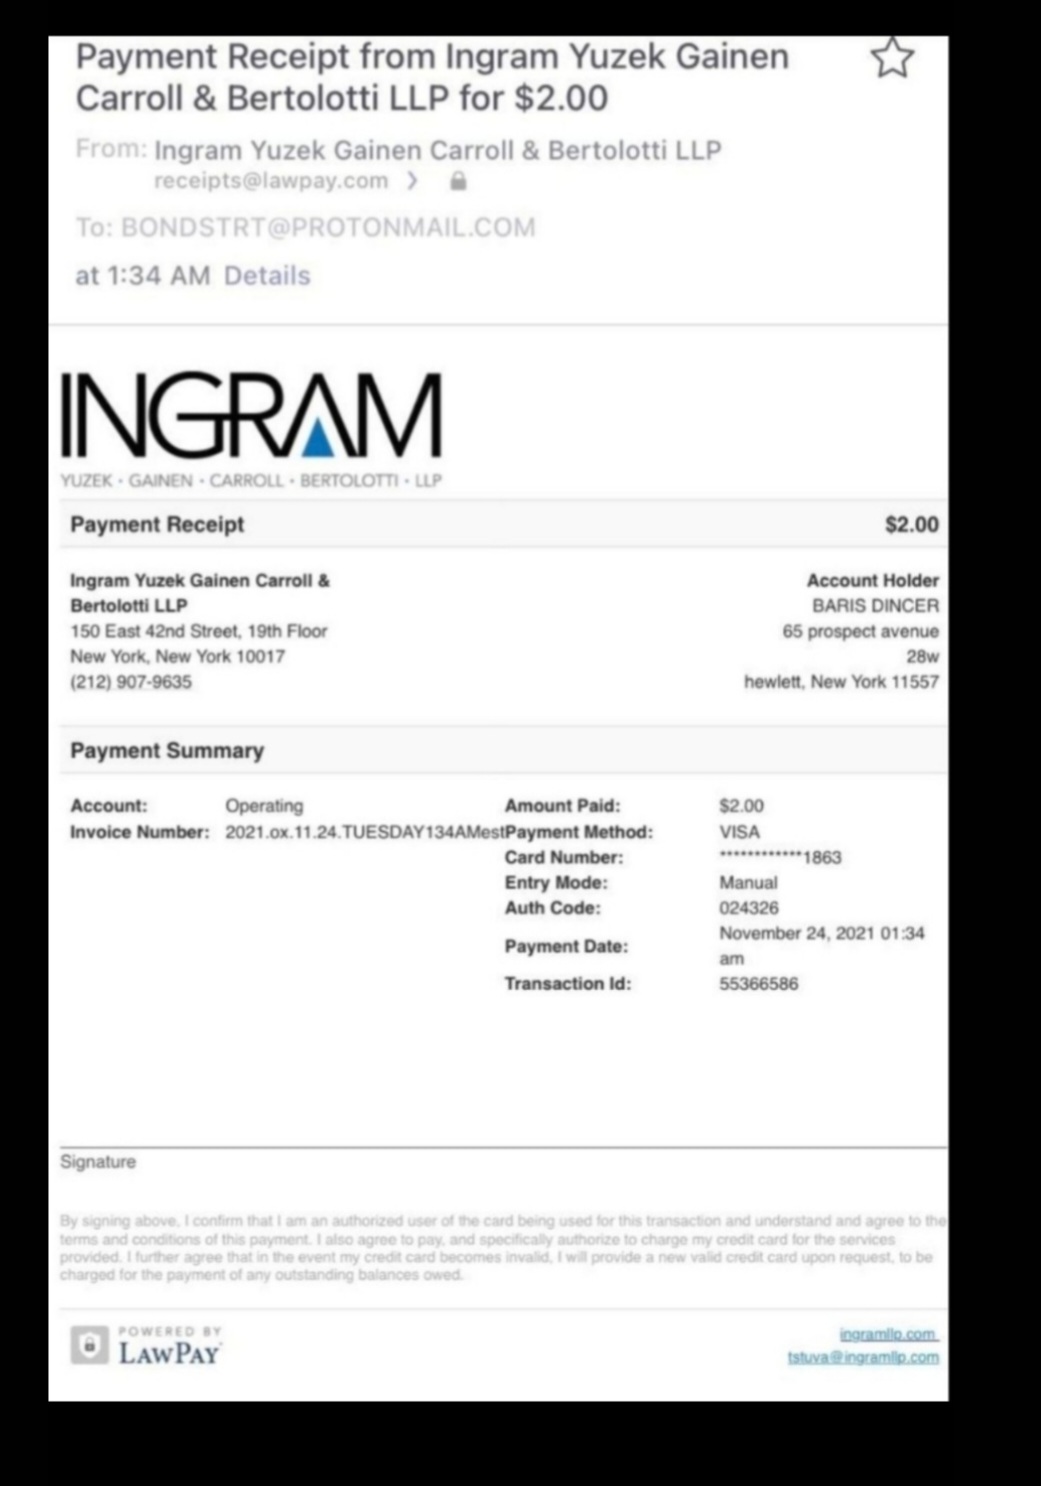 Payment Receipt from Ingram Yuzek Gainen
Carroll & Bertolotti LLP for $2.00
From: Ingram Yuzek Gainen Carroll & Bertolotti LLP
receipts@lawpay.com >
To: BONDSTRT@PROTONMAIL.COM
at 1:34 AM Details
INGRAM
YUZEK · GAINEN · CARROLL · BERTOLOTTI · LLP
Payment Receipt $2.00
Ingram Yuzek Gainen Carroll &
Bertolotti LLP
150 East 42nd Street, 19th Floor
New York, New York 10017
(212) 907-9635
Account Holder
BARIS DINCER
65 prospect avenue
28w
hewlett, New York 11557
Payment Summary
Account: Operating
Invoice Number: 2021.ox.11.24.TUESDAY134AMest
Amount Paid: $2.00
Payment Method: VISA
Card Number: ************1863
Entry Mode: Manual
Auth Code: 024326
Payment Date: November 24, 2021 01:34
am
Transaction Id: 55366586
Signature
By signing above, I confirm that I am an authorized user of the card being used for this transaction and understand and agree to the
terms and conditions of this payment. I also agree to pay, and specifically authorize to charge my credit card for the services
provided. I further agree that in the event my credit card becomes invalid, I will provide a new valid credit card upon request, to be
charged for the payment of any outstanding balances owed.
POWERED BY
LAWPAY
ingramllp.com
tstuva@ingramllp.com